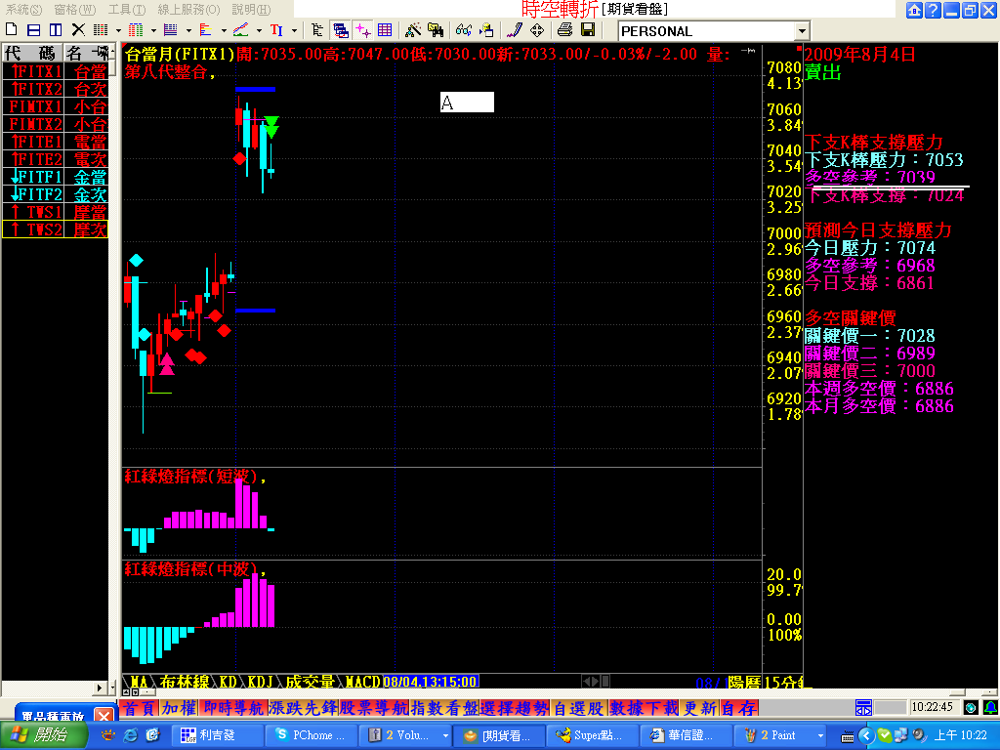 系統(S) 窗格(W) 工具(T) 線上服務(O) 說明(H)
時空轉折 [期貨看盤]
PERSONAL
代 碼 名 稱
↑FITX1 台當
↑FITX2 台次
FIMTX1 小台
FIMTX2 小台
↑FITE1 電當
↑FITE2 電次
↓FITF1 金當
↓FITF2 金次
↑ TWS1 摩當
↑ TWS2 摩次
台當月(FITX1)開:7035.00高:7047.00低:7030.00新:7033.00/-0.03%/-2.00 量:
第八代整合,
A
7080
4.13%
7060
3.84%
7040
3.54%
7020
3.25%
7000
2.96%
6980
2.66%
6960
2.37%
6940
2.07%
6920
1.78%
2009年8月4日
賣出
下支K棒支撐壓力
下支K棒壓力：7053
多空參考：7039
下支K棒支撐：7024
預測今日支撐壓力
今日壓力：7074
多空參考：6968
今日支撐：6861
多空關鍵價
關鍵價一：7028
關鍵價二：6989
關鍵價三：7000
本週多空價：6886
本月多空價：6886
紅綠燈指標(短波),
紅綠燈指標(中波),
20.0
99.7%
0.00
100%
MA 布林線 KD KDJ 成交量 MACD 08/04.13:15:00 08/ 陽曆 15分鐘
首頁 加權 即時導航 漲跌先鋒 股票導航 指數看盤 選擇趨勢 自選股 數據下載 更新 自存
10:22:45
單品種重放
開始 利吉發 PChome ... 2 Volu... [期貨看... Super點... 華信證... 2 Paint 上午 10:22